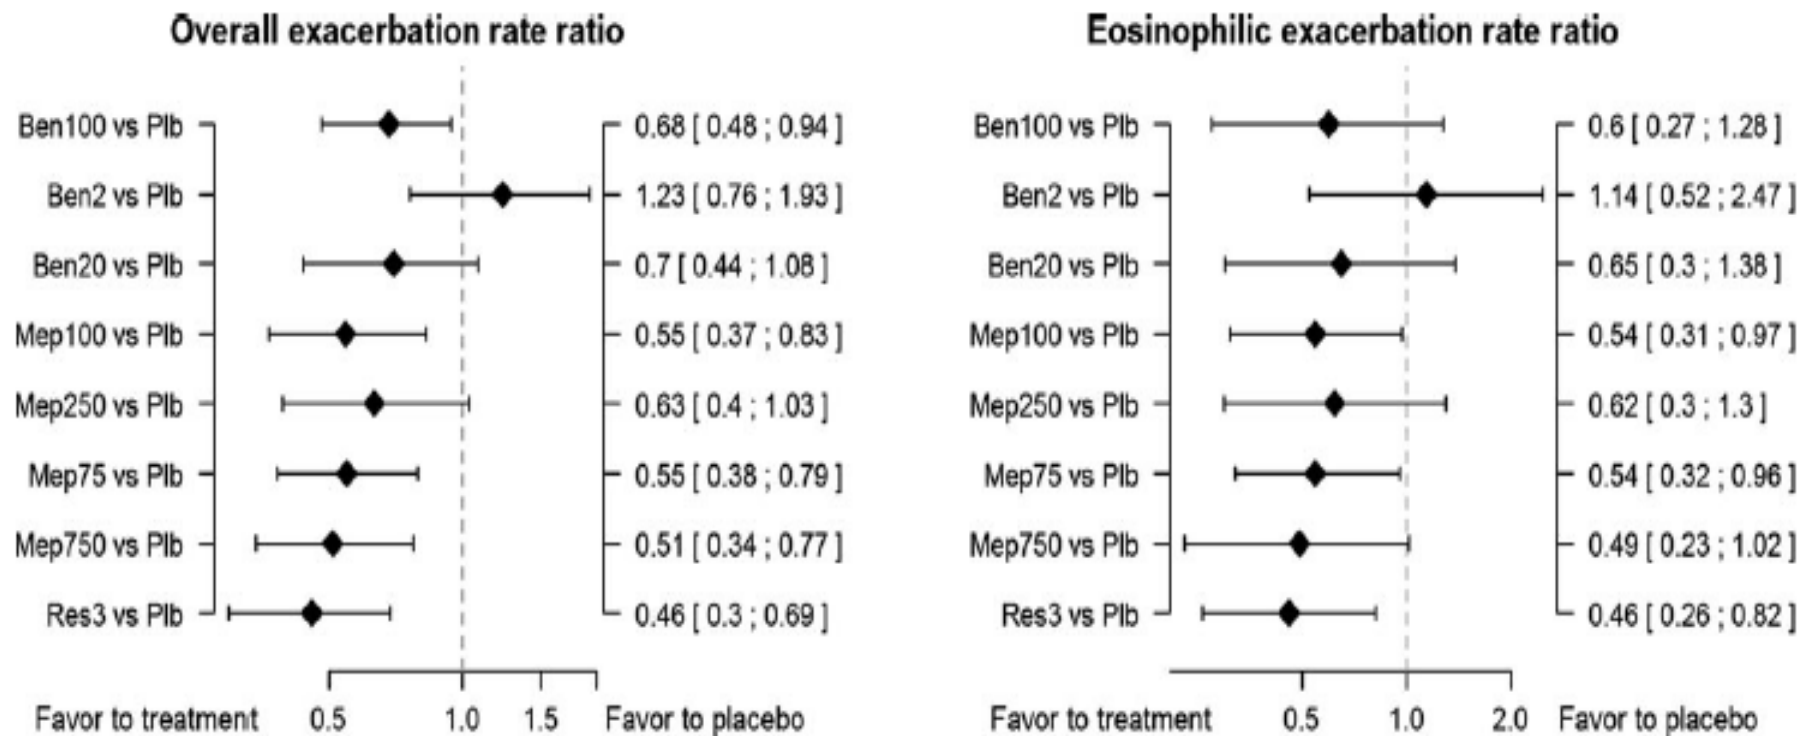 Overall exacerbation rate ratio
Ben100 vs Plb 0.68 [ 0.48 ; 0.94 ]
Ben2 vs Plb 1.23 [ 0.76 ; 1.93 ]
Ben20 vs Plb 0.7 [ 0.44 ; 1.08 ]
Mep100 vs Plb 0.55 [ 0.37 ; 0.83 ]
Mep250 vs Plb 0.63 [ 0.4 ; 1.03 ]
Mep75 vs Plb 0.55 [ 0.38 ; 0.79 ]
Mep750 vs Plb 0.51 [ 0.34 ; 0.77 ]
Res3 vs Plb 0.46 [ 0.3 ; 0.69 ]
Favor to treatment 0.5 1.0 1.5 Favor to placebo
Eosinophilic exacerbation rate ratio
Ben100 vs Plb 0.6 [ 0.27 ; 1.28 ]
Ben2 vs Plb 1.14 [ 0.52 ; 2.47 ]
Ben20 vs Plb 0.65 [ 0.3 ; 1.38 ]
Mep100 vs Plb 0.54 [ 0.31 ; 0.97 ]
Mep250 vs Plb 0.62 [ 0.3 ; 1.3 ]
Mep75 vs Plb 0.54 [ 0.32 ; 0.96 ]
Mep750 vs Plb 0.49 [ 0.23 ; 1.02 ]
Res3 vs Plb 0.46 [ 0.26 ; 0.82 ]
Favor to treatment 0.5 1.0 2.0 Favor to placebo